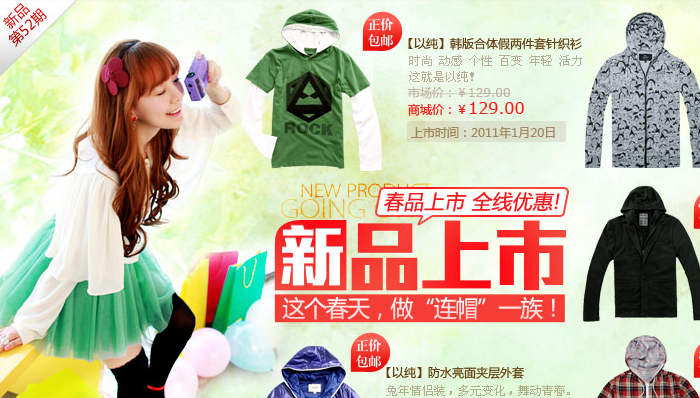 新品
第52期
正价
包邮
【以纯】韩版合体假两件套针织衫
时尚 动感 个性 百变 年轻 活力
这就是以纯!
市场价：￥129.00
商城价：￥129.00
上市时间：2011年1月20日
ROCK
NEW PRODUCT
GOING
春品上市 全线优惠!
新品上市
这个春天，做“连帽”一族！
正价
包邮
【以纯】防水亮面夹层外套
兔年情侣装，多元变化，舞动青春。